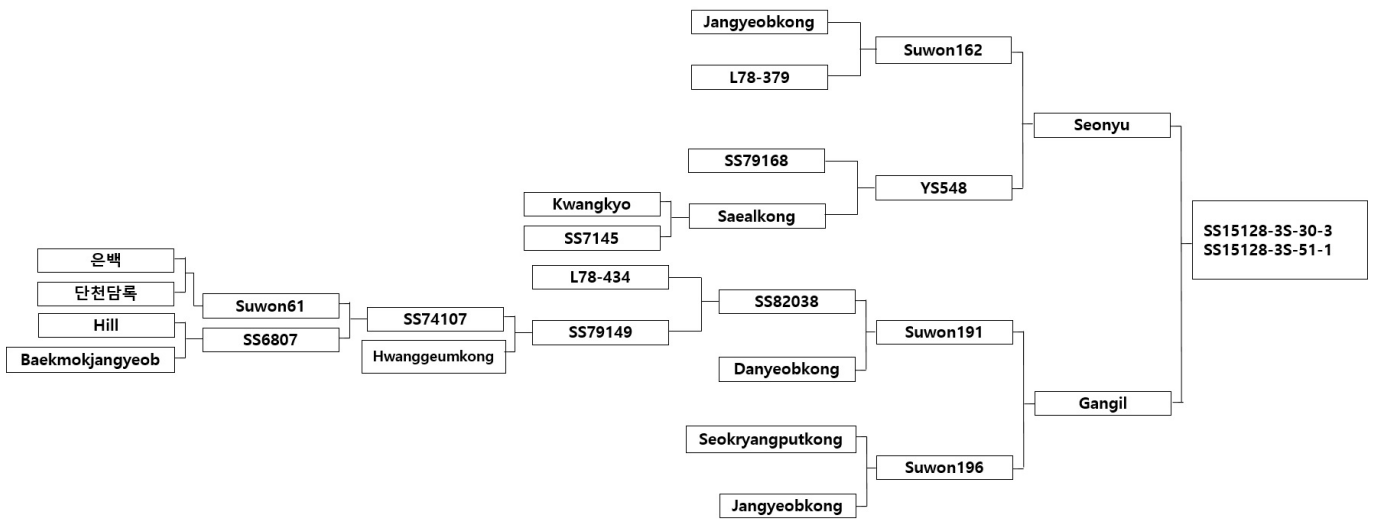 Jangyeobkong
Suwon162
L78-379
Seonyu
SS79168
YS548
Kwangkyo
Saealkong
SS7145
SS15128-3S-30-3
SS15128-3S-51-1
은백
단천담록
L78-434
Suwon61
SS82038
Hill
SS74107
SS6807
SS79149
Suwon191
Baekmokjangyeob
Hwanggeumkong
Danyeobkong
Gangil
Seokryangputkong
Suwon196
Jangyeobkong